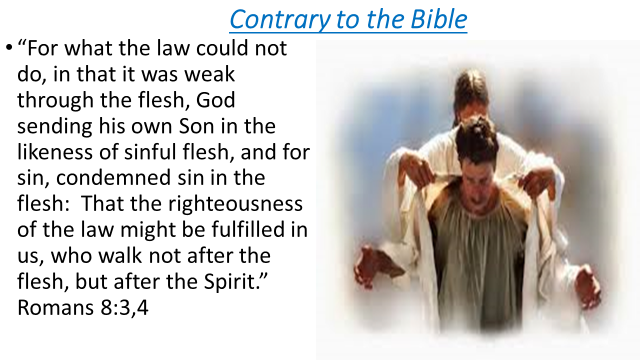 Contrary to the Bible
• “For what the law could not
do, in that it was weak
through the flesh, God
sending his own Son in the
likeness of sinful flesh, and for
sin, condemned sin in the
flesh:  That the righteousness
of the law might be fulfilled in
us, who walk not after the
flesh, but after the Spirit.”
Romans 8:3,4